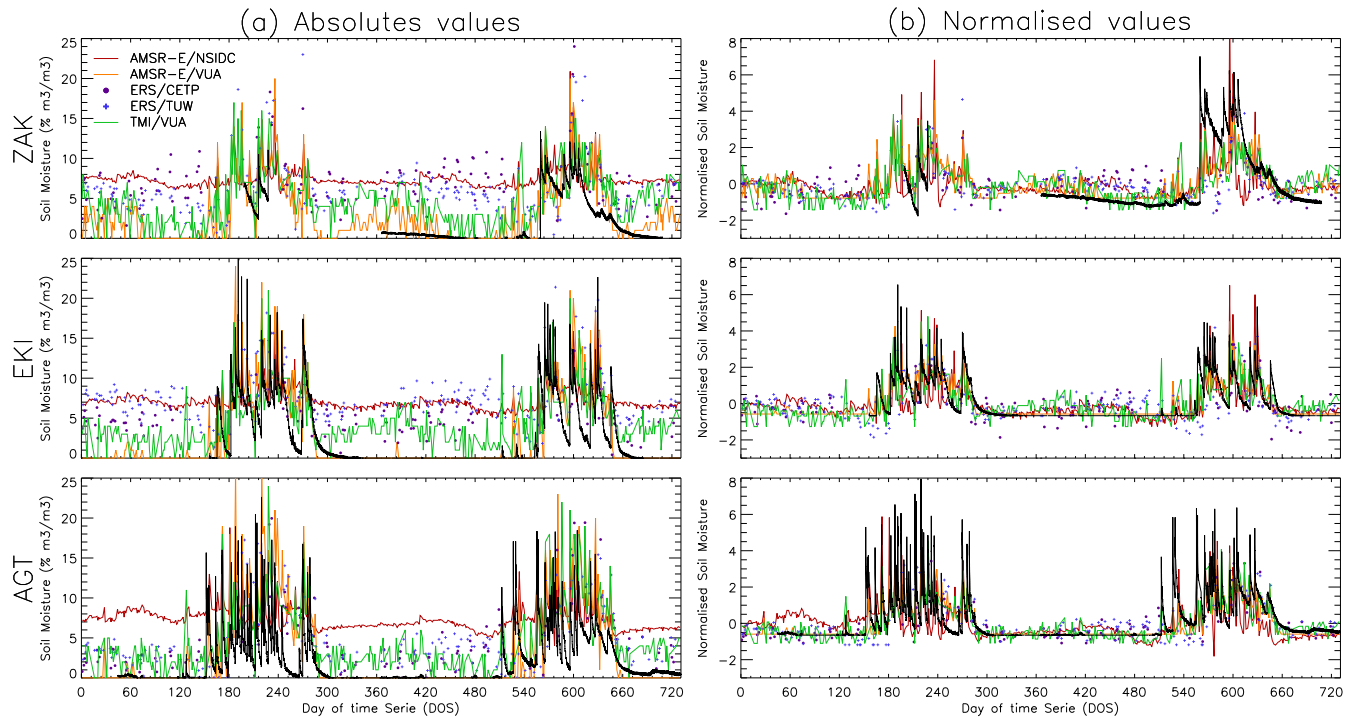 (a) Absolutes values
(b) Normalised values
ZAK
Soil Moisture (% m3/m3)
25
20
15
10
5
0
AMSR-E/NSIDC
AMSR-E/VUA
ERS/CETP
ERS/TUW
TMI/VUA
Normalised Soil Moisture
8
6
4
2
0
-2
EKI
Soil Moisture (% m3/m3)
25
20
15
10
5
0
Normalised Soil Moisture
8
6
4
2
0
-2
AGT
Soil Moisture (% m3/m3)
25
20
15
10
5
0
0 60 120 180 240 300 360 420 480 540 600 660 720
Day of time Serie (DOS)
Normalised Soil Moisture
8
6
4
2
0
-2
0 60 120 180 240 300 360 420 480 540 600 660 720
Day of time Serie (DOS)